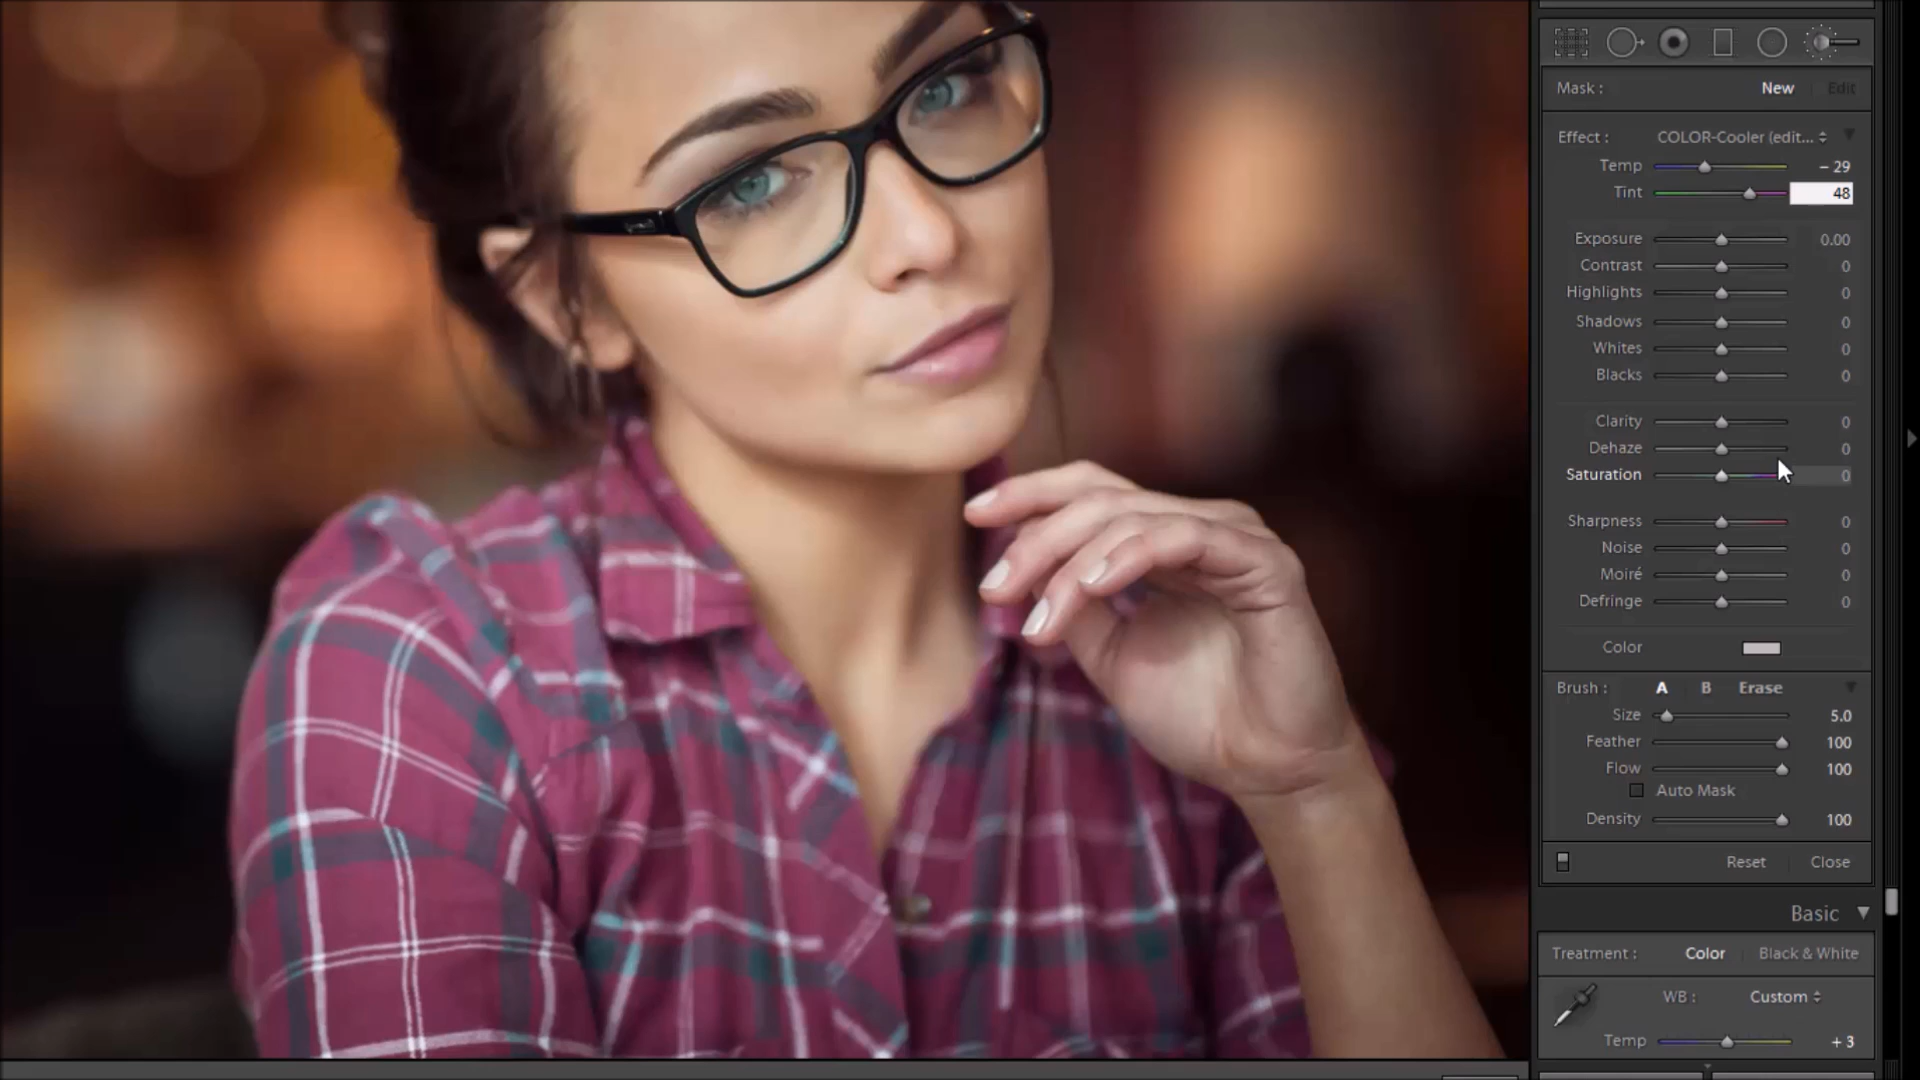 Mask : New Edit
Effect : COLOR-Cooler (edit...
Temp – 29
Tint 48
Exposure 0.00
Contrast 0
Highlights 0
Shadows 0
Whites 0
Blacks 0
Clarity 0
Dehaze 0
Saturation 0
Sharpness 0
Noise 0
Moiré 0
Defringe 0
Color
Brush : A B Erase
Size 5.0
Feather 100
Flow 100
Auto Mask
Density 100
Reset Close
Basic
Treatment : Color Black & White
WB : Custom
Temp + 3